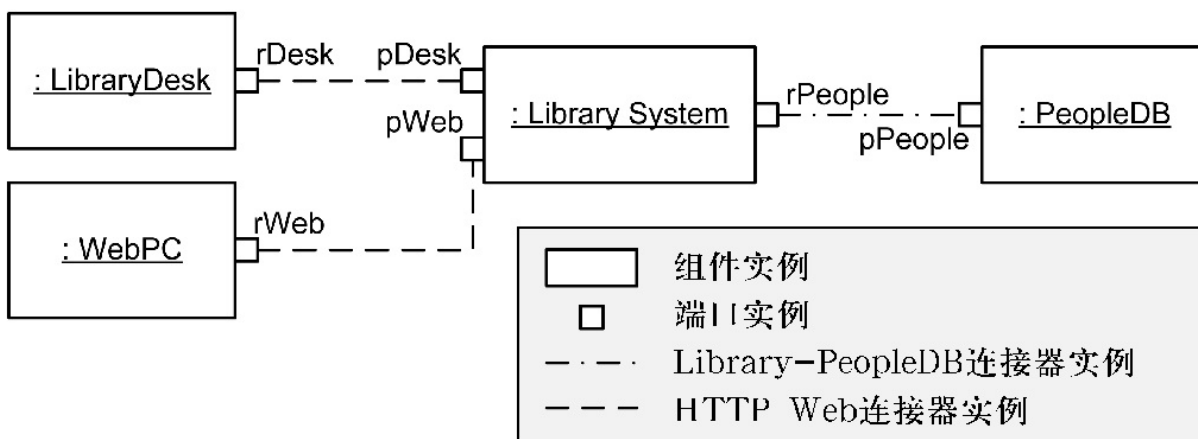 : LibraryDesk
rDesk
pDesk
pWeb
: Library System
rPeople
pPeople
: PeopleDB
: WebPC
rWeb
组件实例
端口实例
Library-PeopleDB连接器实例
HTTP Web连接器实例